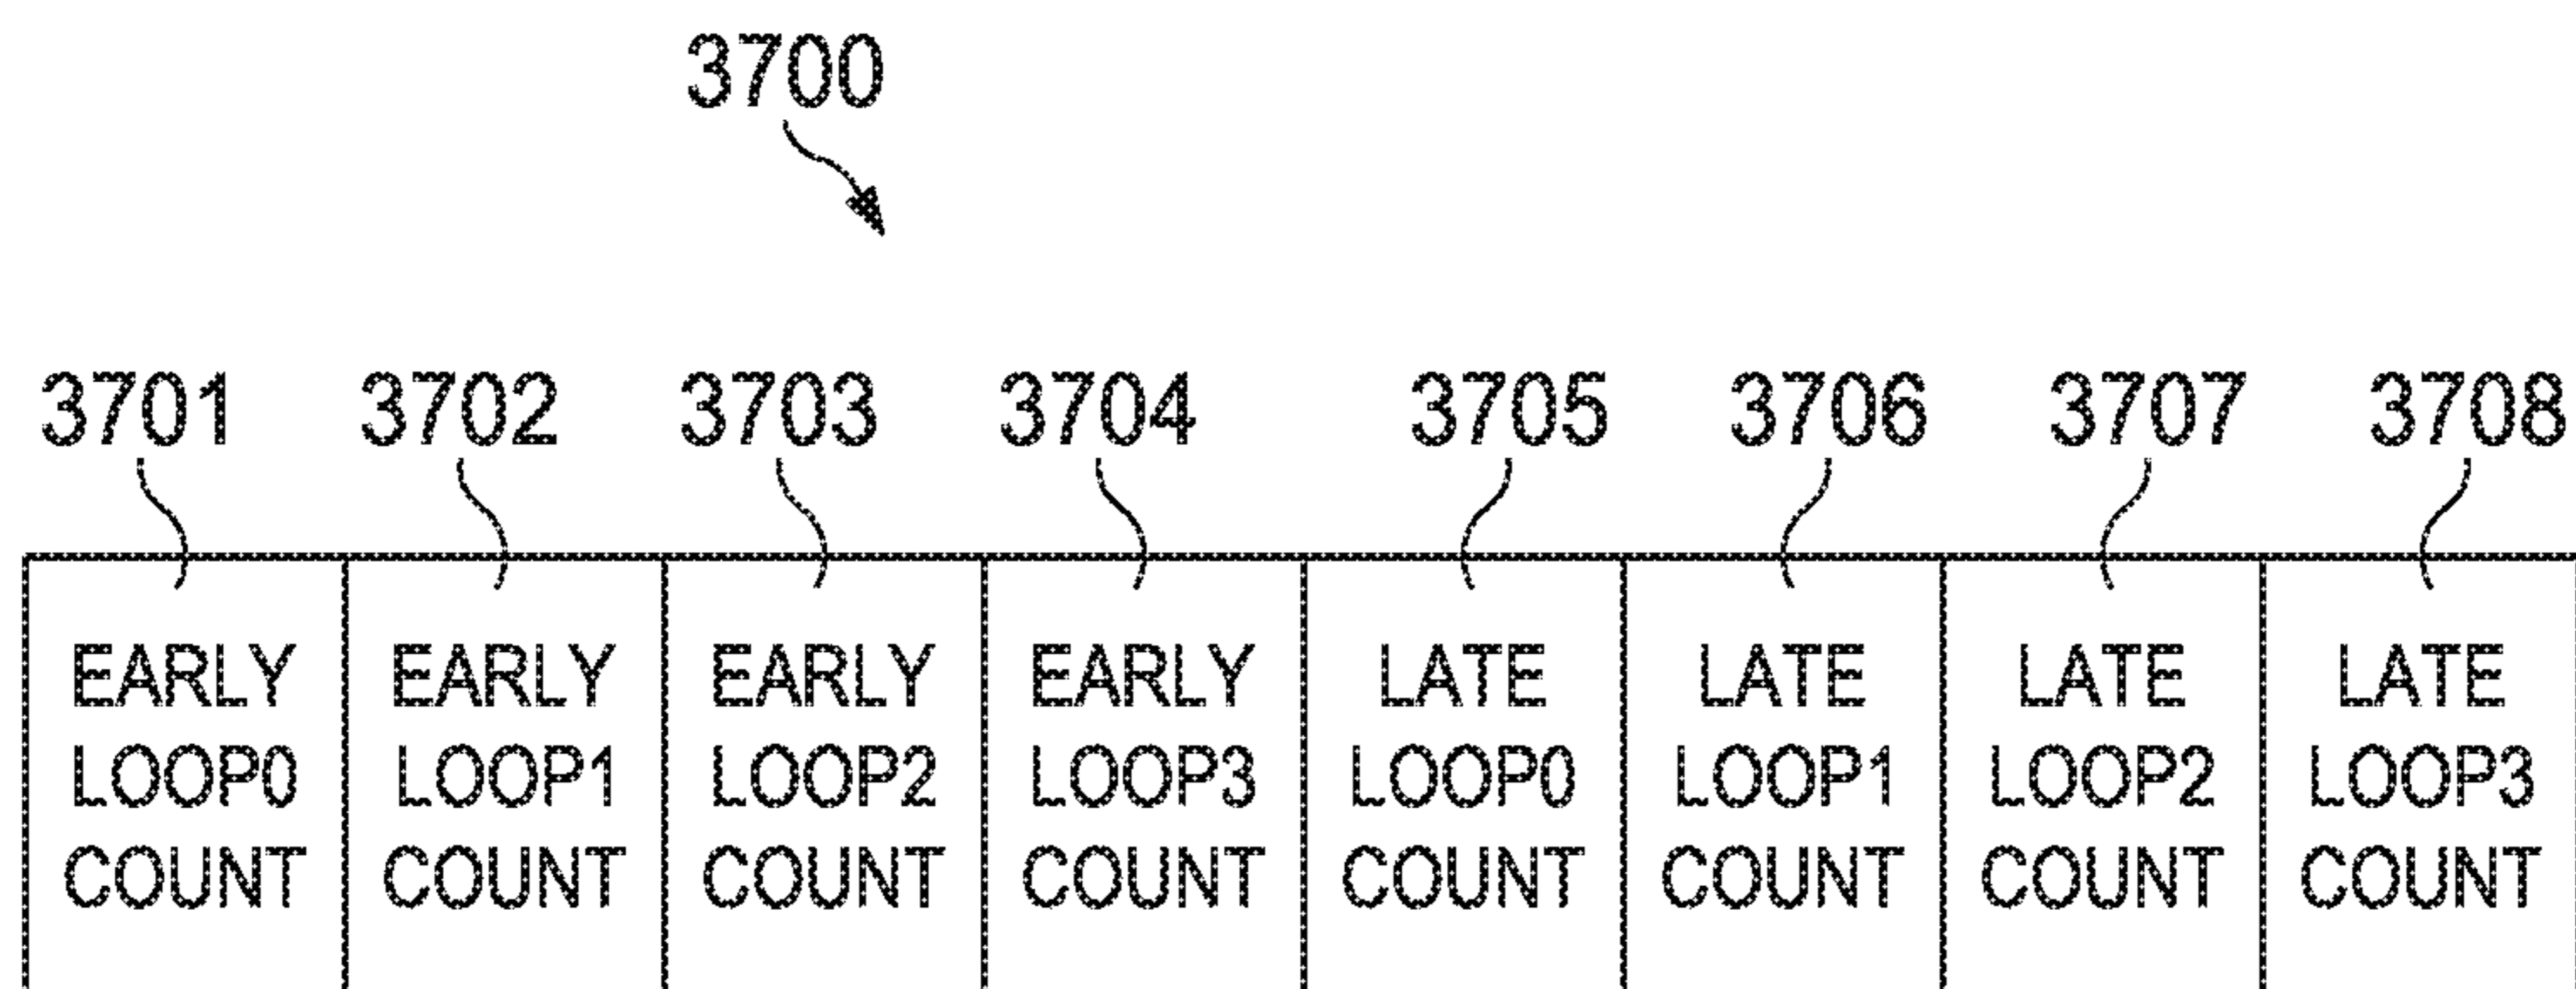 3700
3701 3702 3703 3704 3705 3706 3707 3708
EARLY EARLY EARLY EARLY LATE LATE LATE LATE
LOOP0 LOOP1 LOOP2 LOOP3 LOOP0 LOOP1 LOOP2 LOOP3
COUNT COUNT COUNT COUNT COUNT COUNT COUNT COUNT